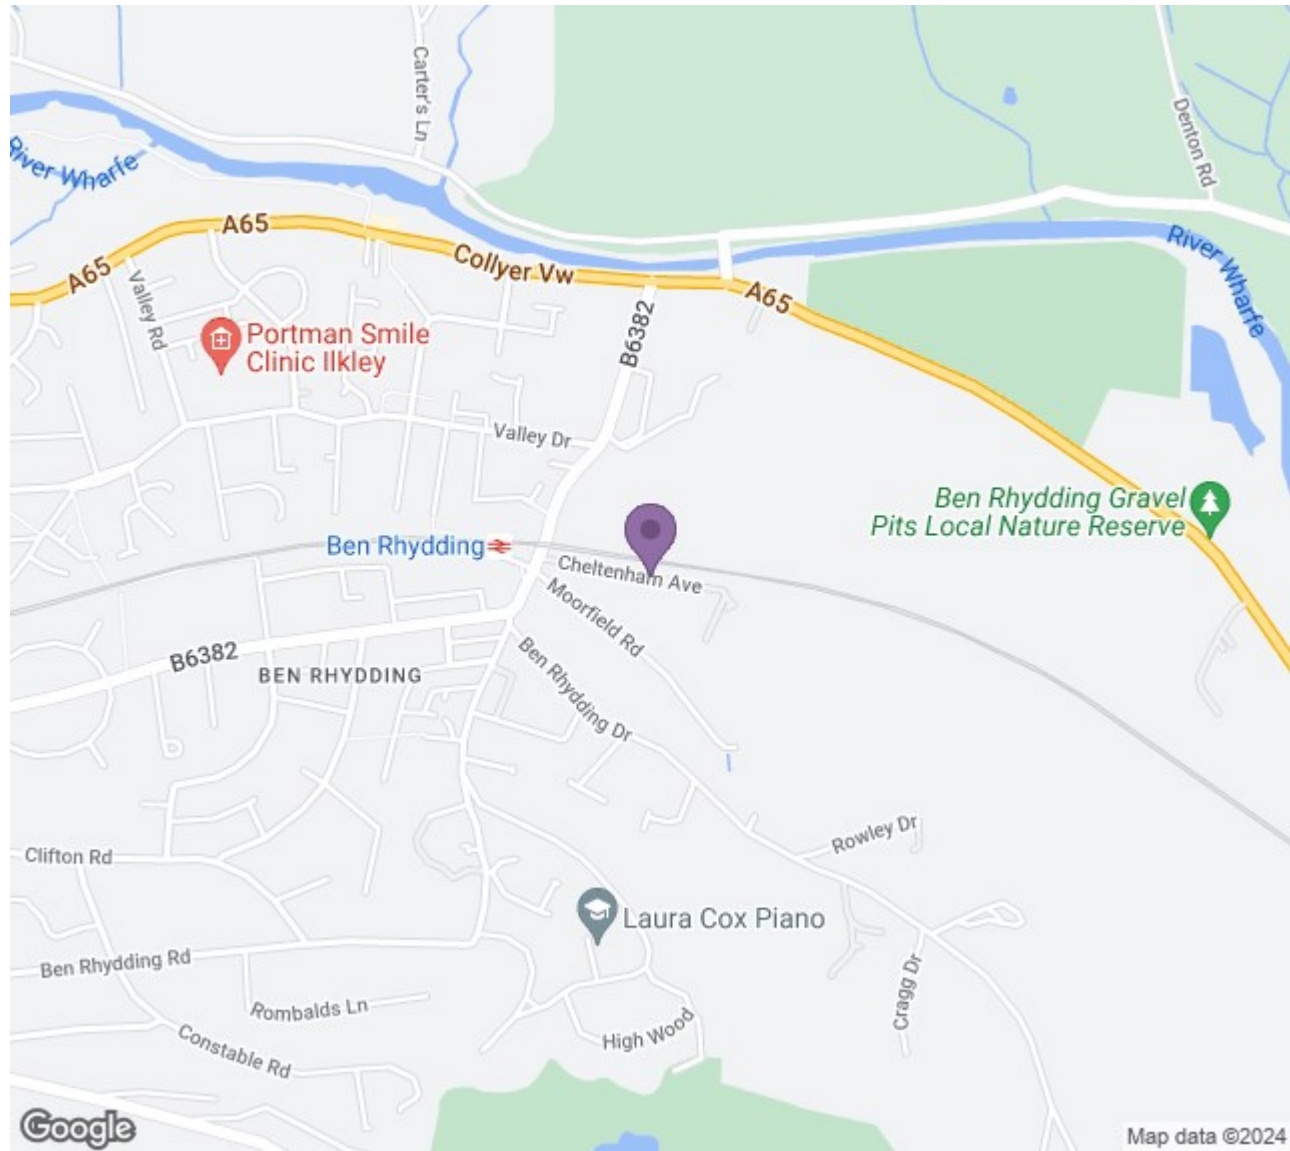 Carter's Ln
Denton Rd
River Wharfe
A65
Collyer Vw
River Wharfe
A65
Valley Rd
A65
B6382
Portman Smile
Clinic Ilkley
Valley Dr
Ben Rhydding Gravel
Pits Local Nature Reserve
Ben Rhydding
Cheltenham Ave
Moorfield Rd
B6382
BEN RHYDDING
Ben Rhydding Dr
Rowley Dr
Clifton Rd
Laura Cox Piano
Ben Rhydding Rd
Cragg Dr
Rombalds Ln
High Wood
Constable Rd
Google
Map data ©2024